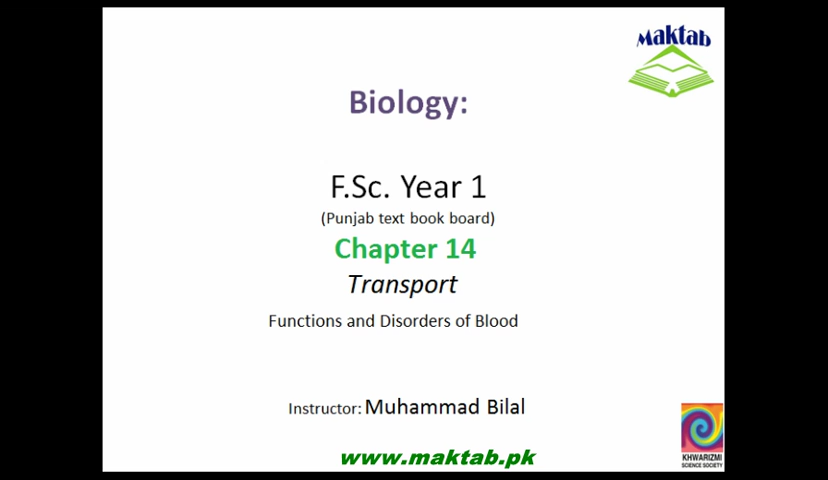 Maktab
Biology:
F.Sc. Year 1
(Punjab text book board)
Chapter 14
Transport
Functions and Disorders of Blood
Instructor: Muhammad Bilal
KHWARIZMI
SCIENCE SOCIETY
www.maktab.pk